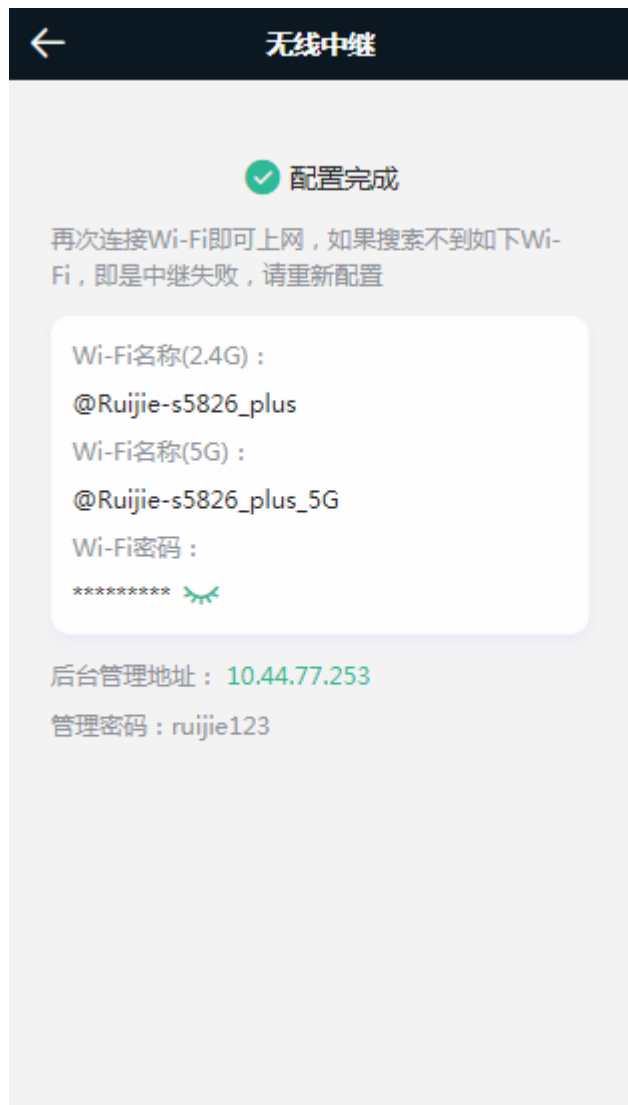 无线中继
配置完成
再次连接Wi-Fi即可上网，如果搜索不到如下Wi-
Fi，即是中继失败，请重新配置
Wi-Fi名称(2.4G)：
@Ruijie-s5826_plus
Wi-Fi名称(5G)：
@Ruijie-s5826_plus_5G
Wi-Fi密码：
*********
后台管理地址： 10.44.77.253
管理密码：ruijie123